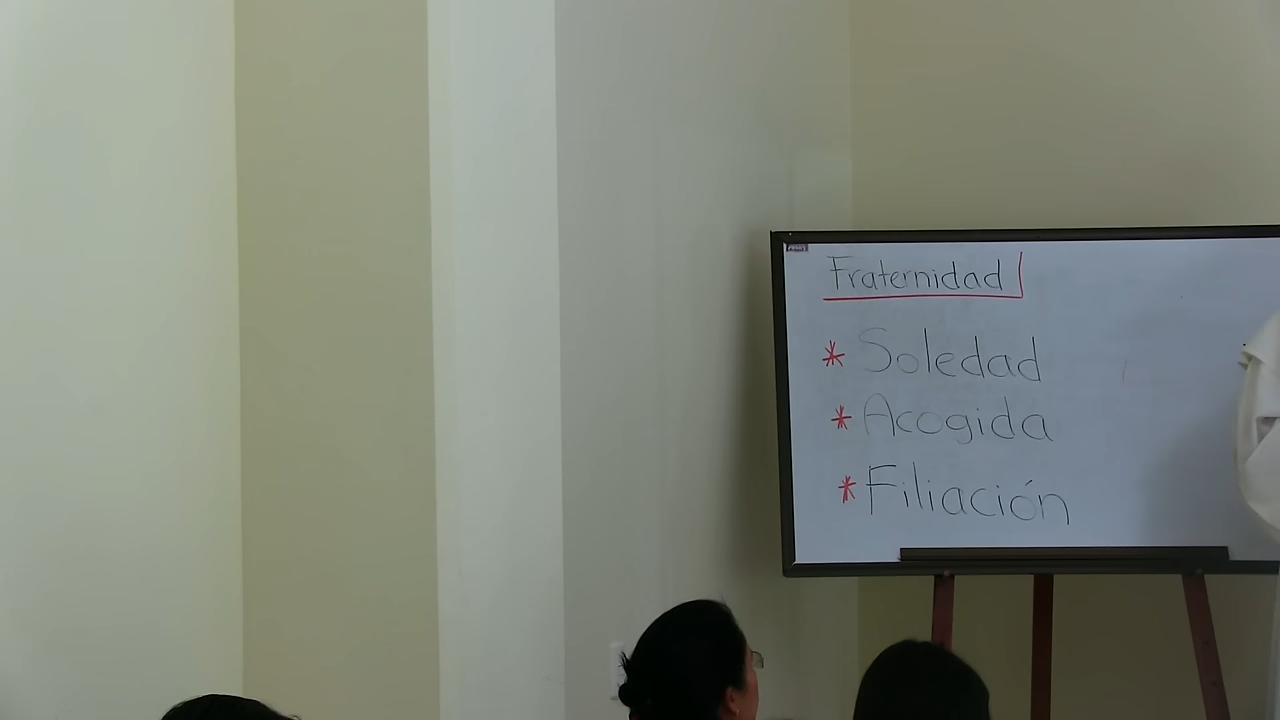 Fraternidad
* Soledad
* Acogida
* Filiación